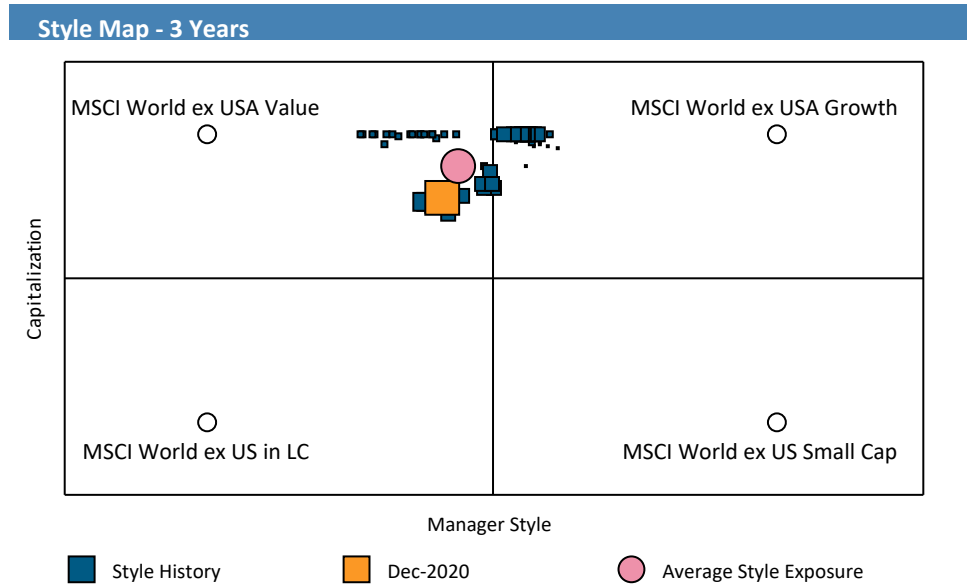 Style Map - 3 Years
MSCI World ex USA Value
MSCI World ex USA Growth
Capitalization
MSCI World ex US in LC
MSCI World ex US Small Cap
Manager Style
Style History
Dec-2020
Average Style Exposure